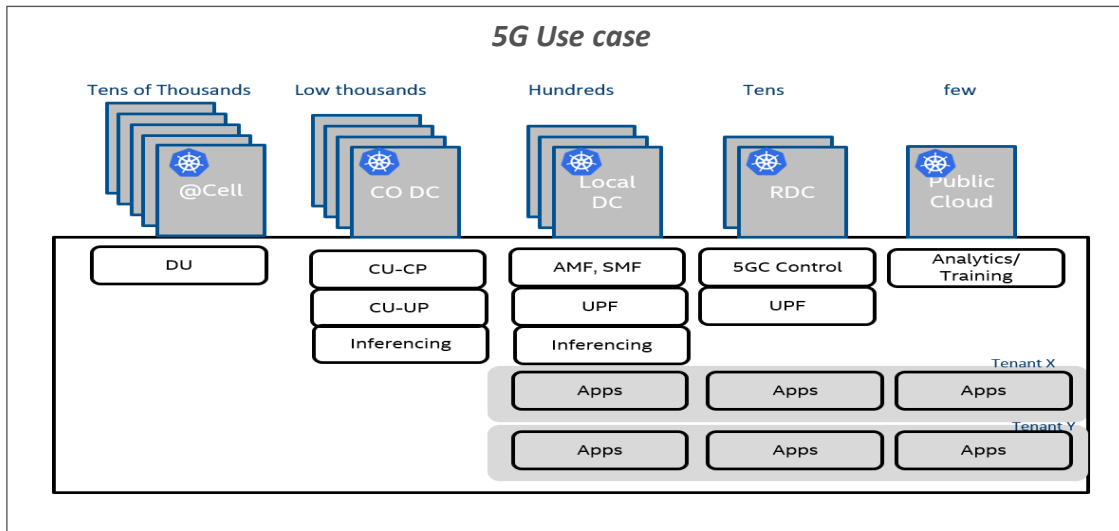 5G Use case
Tens of Thousands
Low thousands
Hundreds
Tens
few
@Cell
CO DC
Local
DC
RDC
Public
Cloud
DU
CU-CP
AMF, SMF
5GC Control
Analytics/
Training
CU-UP
UPF
UPF
Inferencing
Inferencing
Tenant X
Apps
Apps
Apps
Tenant Y
Apps
Apps
Apps